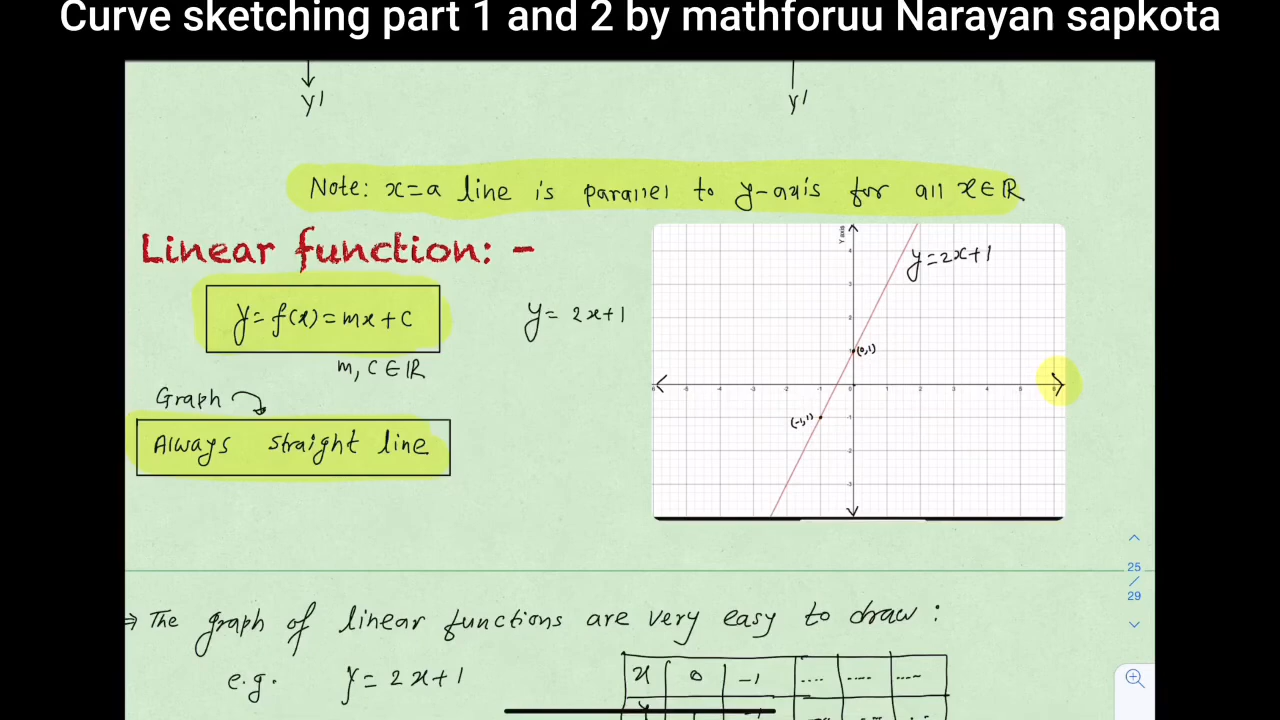 Curve sketching part 1 and 2 by mathforuu Narayan sapkota
y' y'
Note: x=a line is parallel to y-axis for all x∈ℝ
Linear function: -
y = f(x) = mx + c
m, c ∈ ℝ
y = 2x+1
Graph
Always straight line
Y axis
y = 2x+1
(0,1)
(-1,1)
25
/
29
⇒ The graph of linear functions are very easy to draw :
e.g. y = 2x+1
x 0 -1 .... .... ....